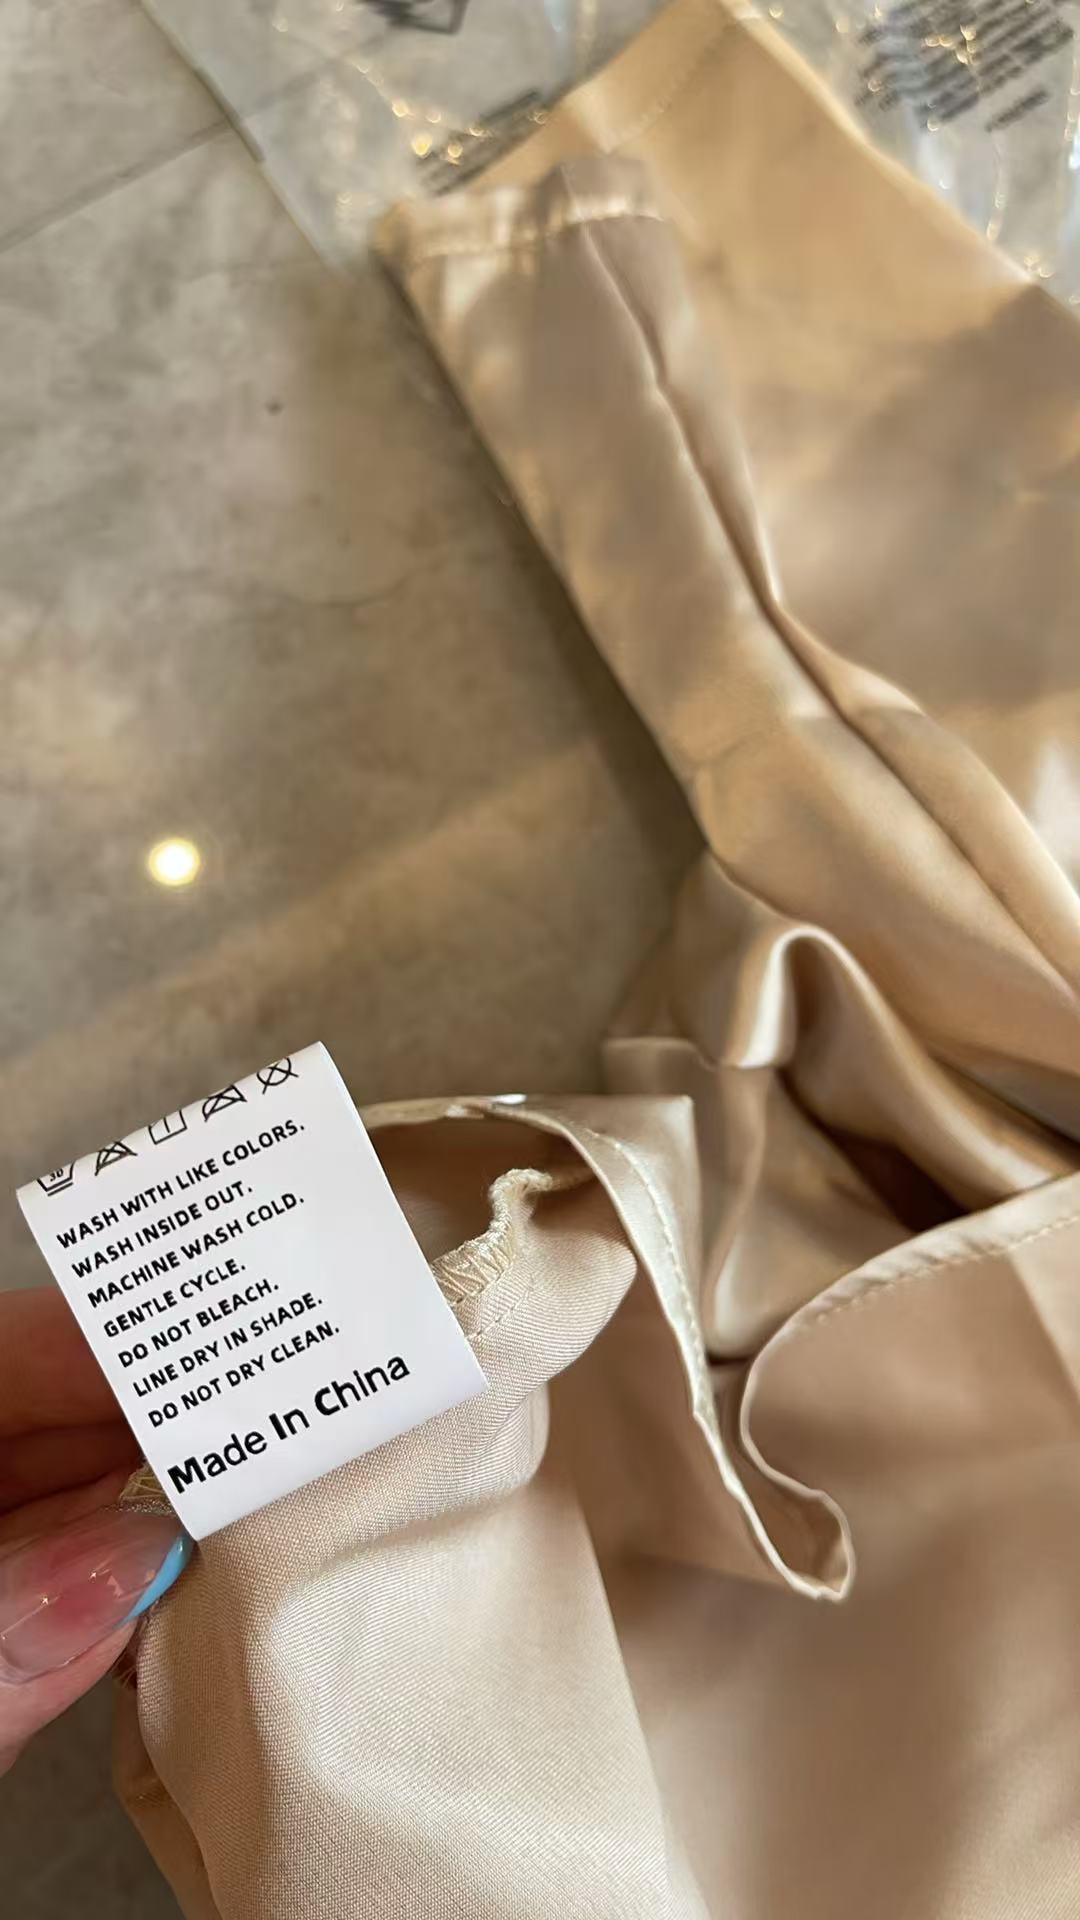 30
WASH WITH LIKE COLORS.
WASH INSIDE OUT.
MACHINE WASH COLD.
GENTLE CYCLE.
DO NOT BLEACH.
LINE DRY IN SHADE.
DO NOT DRY CLEAN.
Made In China